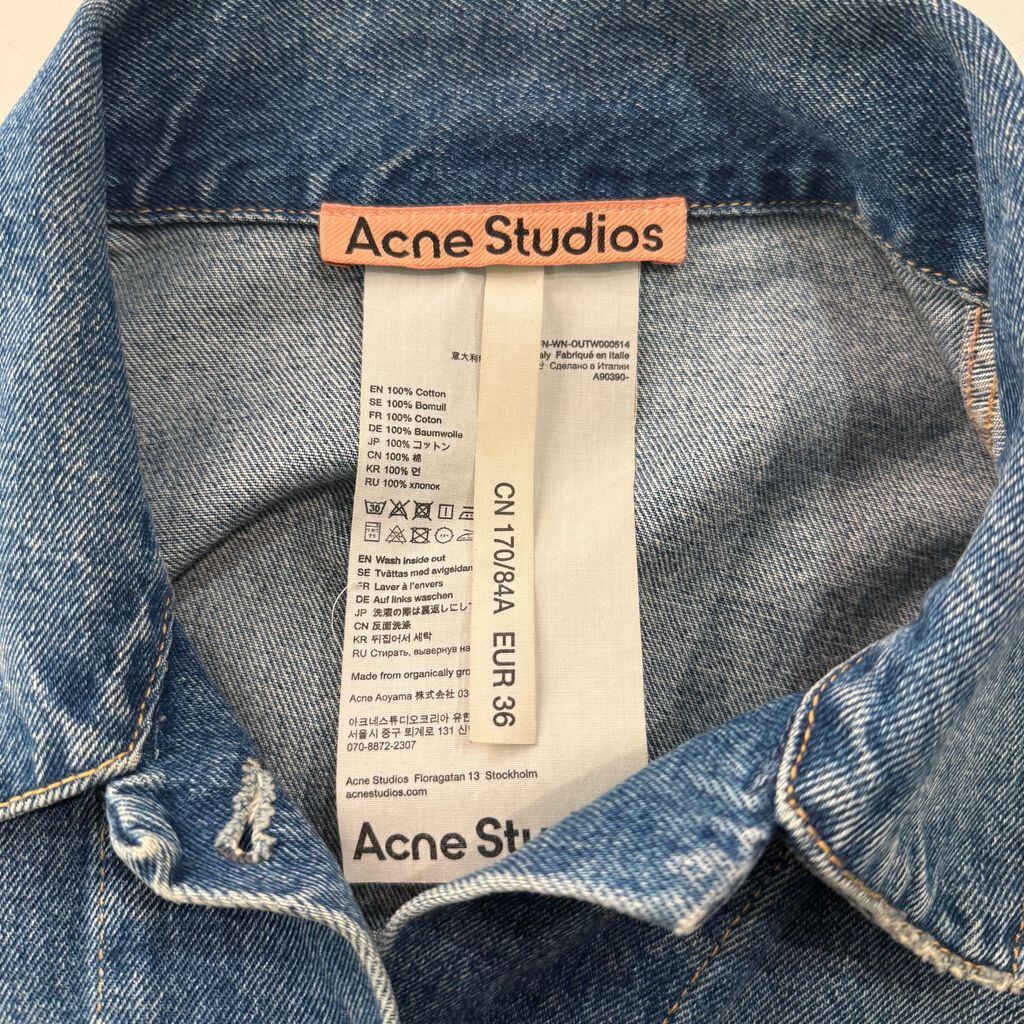 Acne Studios
N-WN-OUTW000514
意大利
Fabriqué en Italie
Сделано в Италии
A90390-
EN 100% Cotton
SE 100% Bomull
FR 100% Coton
DE 100% Baumwolle
JP 100% コットン
CN 100% 棉
KR 100% 면
RU 100% хлопок
30
EN Wash inside out
SE Tvättas med avigsidan
FR Laver à l'envers
DE Auf links waschen
JP 洗濯の際は裏返しにし
CN 反面洗涤
KR 뒤집어서 세탁
RU Стирать, вывернув на
Made from organically gro
Acne Aoyama 株式会社 03-
아크네스튜디오코리아 유한
서울시 중구 퇴계로 131 신
070-8872-2307
Acne Studios Floragatan 13 Stockholm
acnestudios.com
Acne Stu
CN 170/84A EUR 36